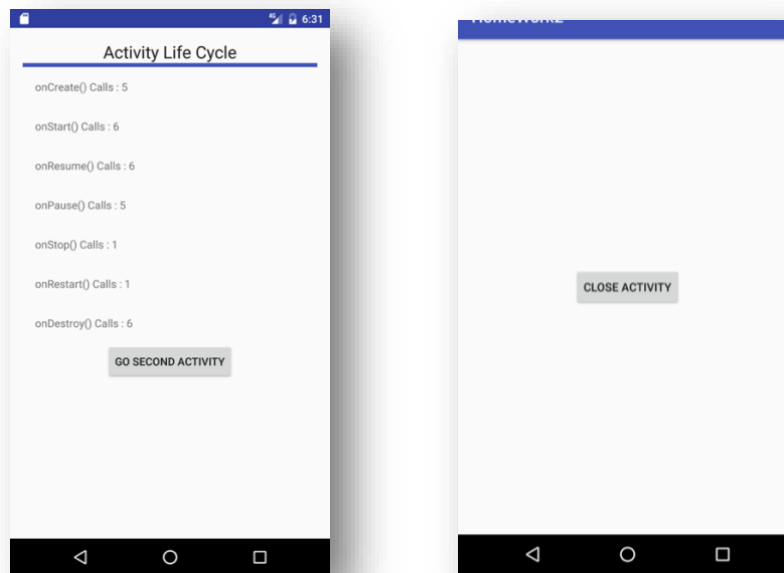 6:31
Activity Life Cycle
onCreate() Calls : 5
onStart() Calls : 6
onResume() Calls : 6
onPause() Calls : 5
onStop() Calls : 1
onRestart() Calls : 1
onDestroy() Calls : 6
GO SECOND ACTIVITY
CLOSE ACTIVITY